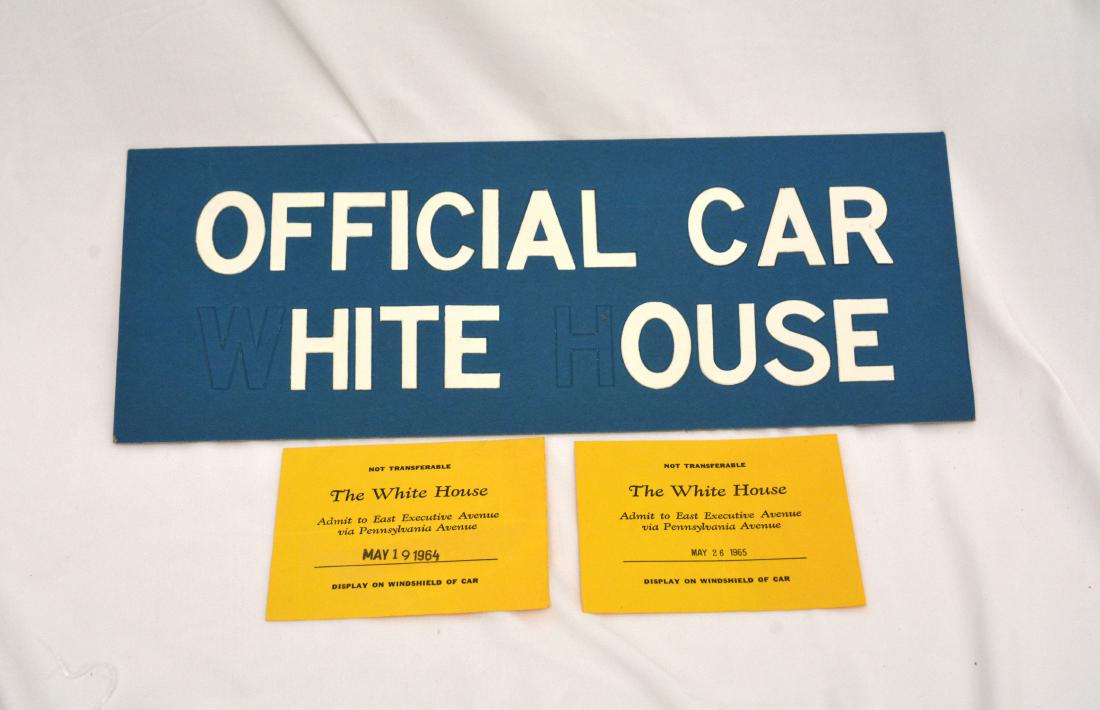 OFFICIAL CAR
WHITE HOUSE
NOT TRANSFERABLE
The White House
Admit to East Executive Avenue
via Pennsylvania Avenue
MAY 19 1964
DISPLAY ON WINDSHIELD OF CAR
NOT TRANSFERABLE
The White House
Admit to East Executive Avenue
via Pennsylvania Avenue
MAY 26 1965
DISPLAY ON WINDSHIELD OF CAR